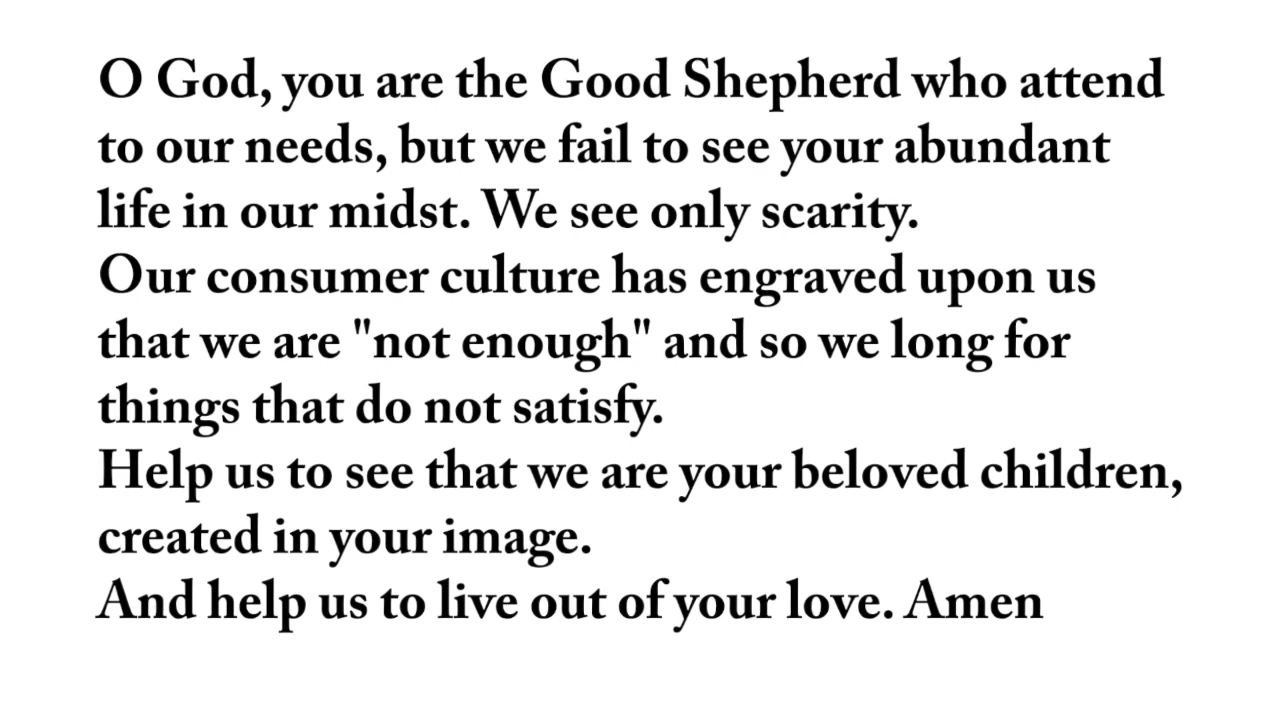 O God, you are the Good Shepherd who attend
to our needs, but we fail to see your abundant
life in our midst. We see only scarity.
Our consumer culture has engraved upon us
that we are "not enough" and so we long for
things that do not satisfy.
Help us to see that we are your beloved children,
created in your image.
And help us to live out of your love. Amen